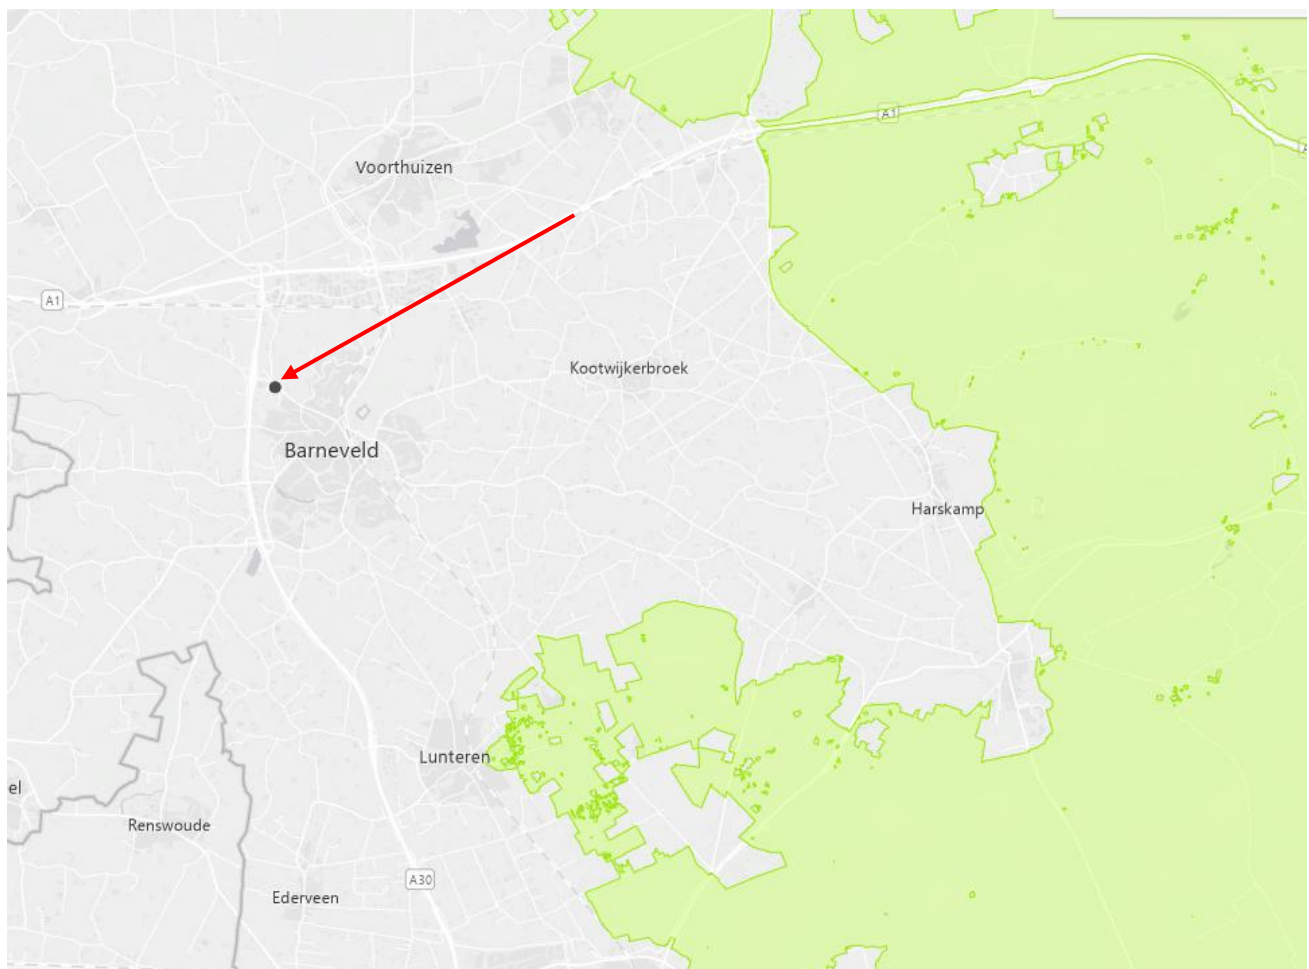 A1
Voorthuizen
A1
Kootwijkerbroek
Barneveld
Harskamp
Lunteren
el
Renswoude
A30
Ederveen